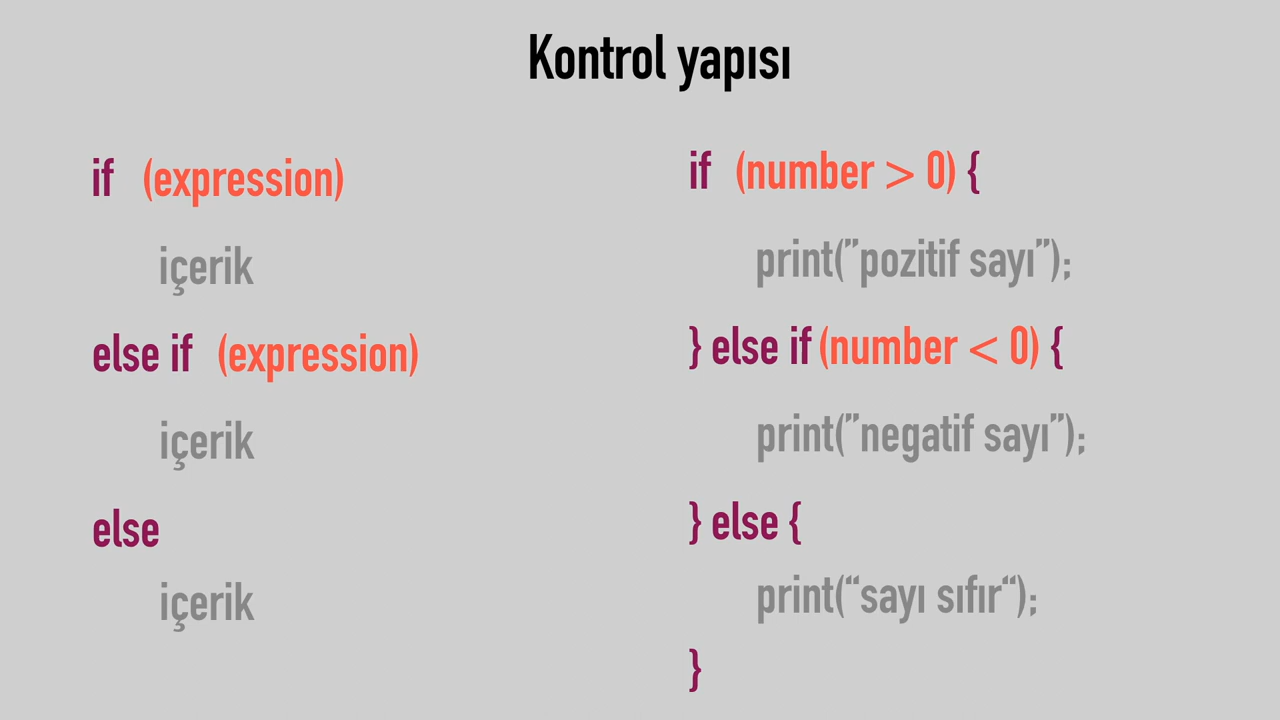 Kontrol yapısı
if (expression)
içerik
else if (expression)
içerik
else
içerik
if (number > 0) {
print(”pozitif sayı”);
} else if (number < 0) {
print(”negatif sayı”);
} else {
print(“sayı sıfır“);
}